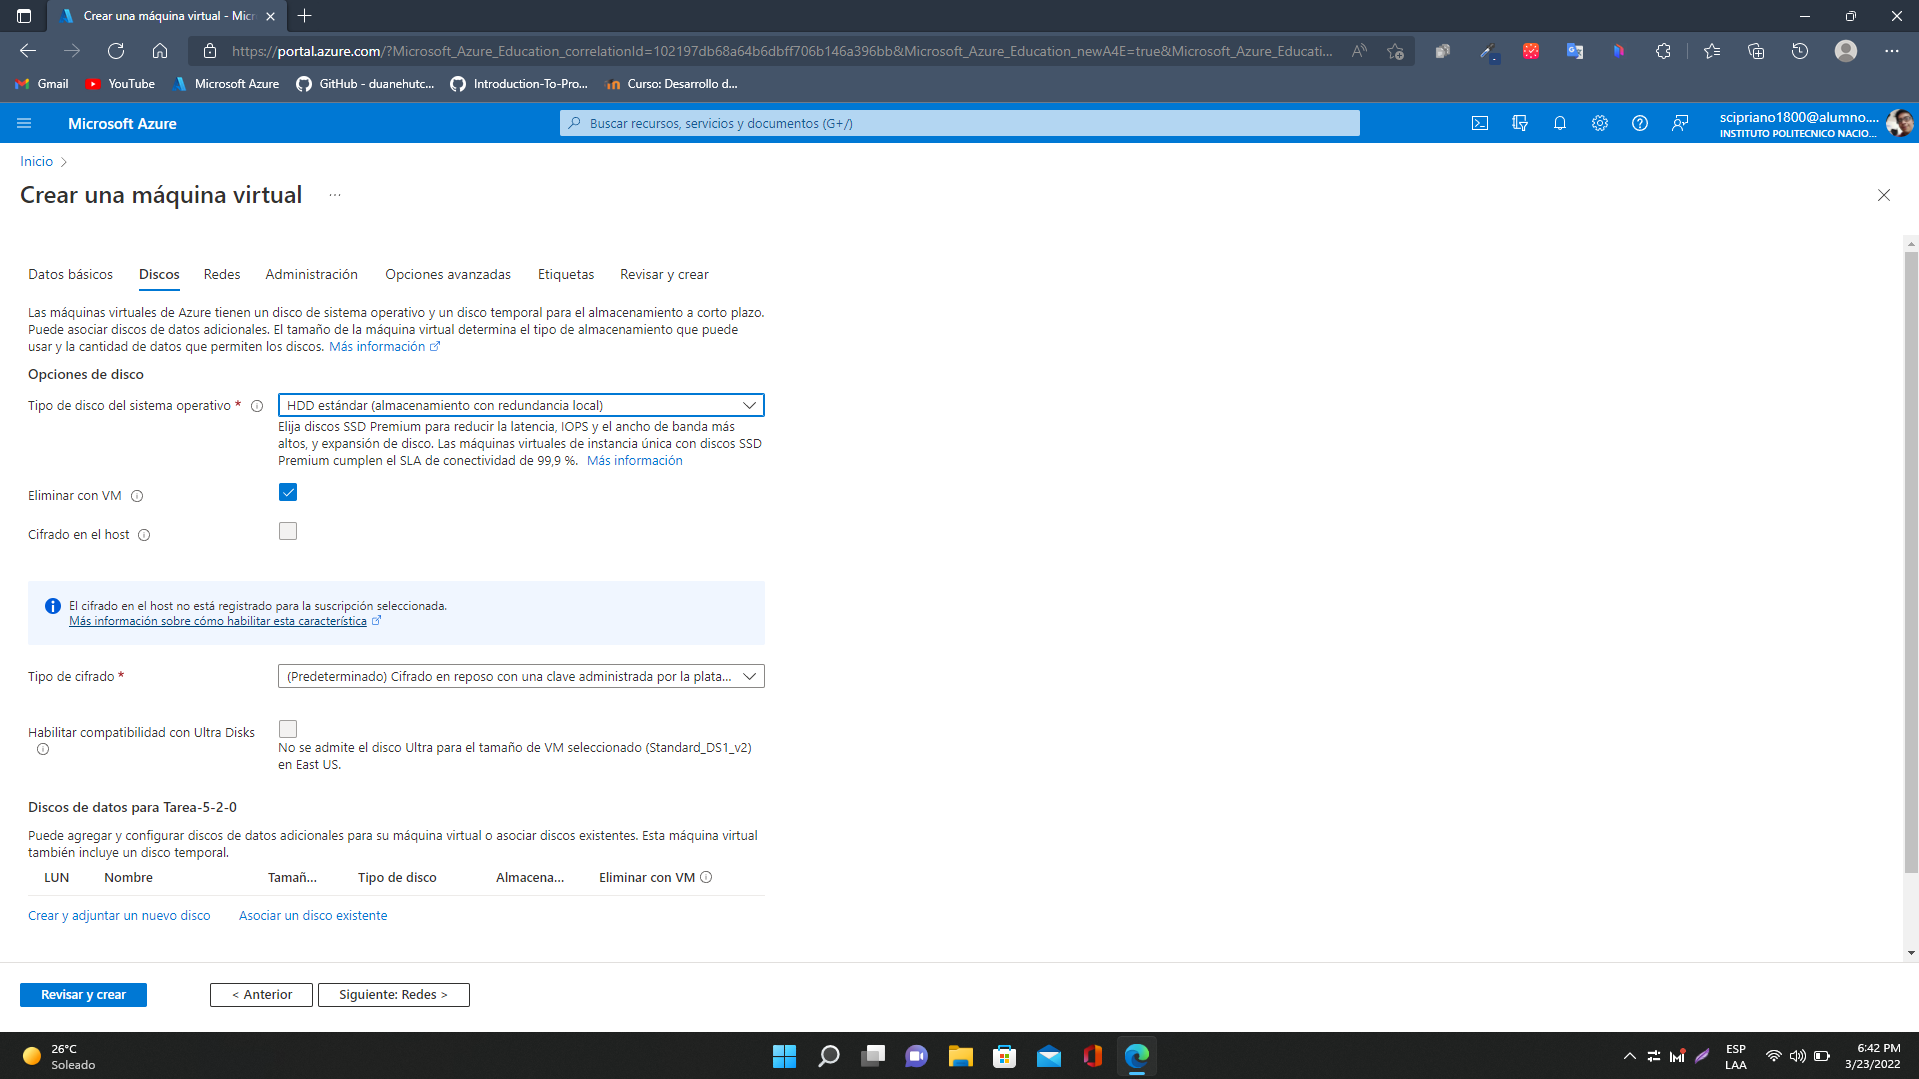 Crear una máquina virtual - Micr
https://portal.azure.com/?Microsoft_Azure_Education_correlationId=102197db68a64b6dbff706b146a396bb&Microsoft_Azure_Education_newA4E=true&Microsoft_Azure_Educati...
Gmail
YouTube
Microsoft Azure
GitHub - duanehutc...
Introduction-To-Pro...
Curso: Desarrollo d...
Microsoft Azure
Buscar recursos, servicios y documentos (G+/)
scipriano1800@alumno....
INSTITUTO POLITECNICO NACIO...
Inicio >
Crear una máquina virtual ...
Datos básicos
Discos
Redes
Administración
Opciones avanzadas
Etiquetas
Revisar y crear
Las máquinas virtuales de Azure tienen un disco de sistema operativo y un disco temporal para el almacenamiento a corto plazo.
Puede asociar discos de datos adicionales. El tamaño de la máquina virtual determina el tipo de almacenamiento que puede
usar y la cantidad de datos que permiten los discos. Más información
Opciones de disco
Tipo de disco del sistema operativo *
HDD estándar (almacenamiento con redundancia local)
Elija discos SSD Premium para reducir la latencia, IOPS y el ancho de banda más
altos, y expansión de disco. Las máquinas virtuales de instancia única con discos SSD
Premium cumplen el SLA de conectividad de 99,9 %. Más información
Eliminar con VM
Cifrado en el host
El cifrado en el host no está registrado para la suscripción seleccionada.
Más información sobre cómo habilitar esta característica
Tipo de cifrado *
(Predeterminado) Cifrado en reposo con una clave administrada por la plata...
Habilitar compatibilidad con Ultra Disks
No se admite el disco Ultra para el tamaño de VM seleccionado (Standard_DS1_v2)
en East US.
Discos de datos para Tarea-5-2-0
Puede agregar y configurar discos de datos adicionales para su máquina virtual o asociar discos existentes. Esta máquina virtual
también incluye un disco temporal.
LUN
Nombre
Tamañ...
Tipo de disco
Almacena...
Eliminar con VM
Crear y adjuntar un nuevo disco
Asociar un disco existente
Revisar y crear
< Anterior
Siguiente: Redes >
26°C
Soleado
ESP
LAA
6:42 PM
3/23/2022